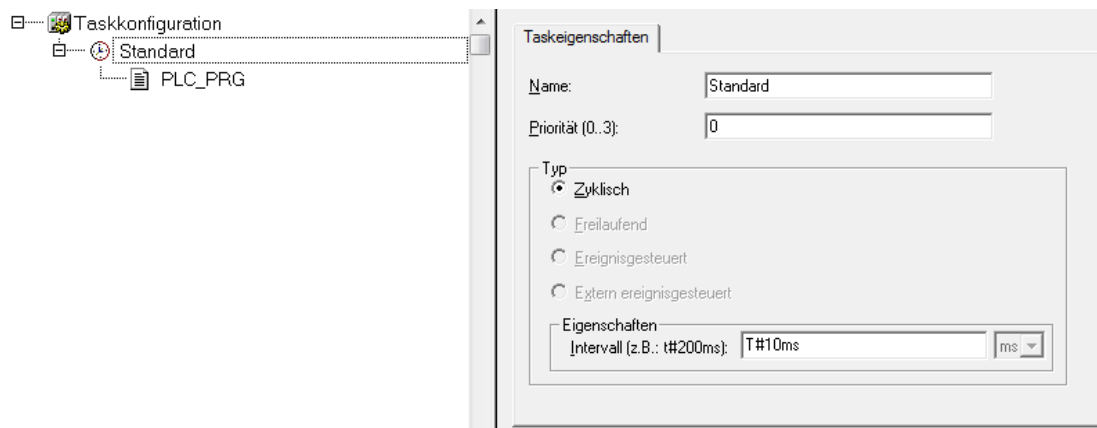 Taskkonfiguration
Standard
PLC_PRG
Taskeigenschaften
Name: Standard
Priorität (0..3): 0
Typ
Zyklisch
Freilaufend
Ereignisgesteuert
Extern ereignisgesteuert
Eigenschaften
Intervall (z.B.: t#200ms): T#10ms ms